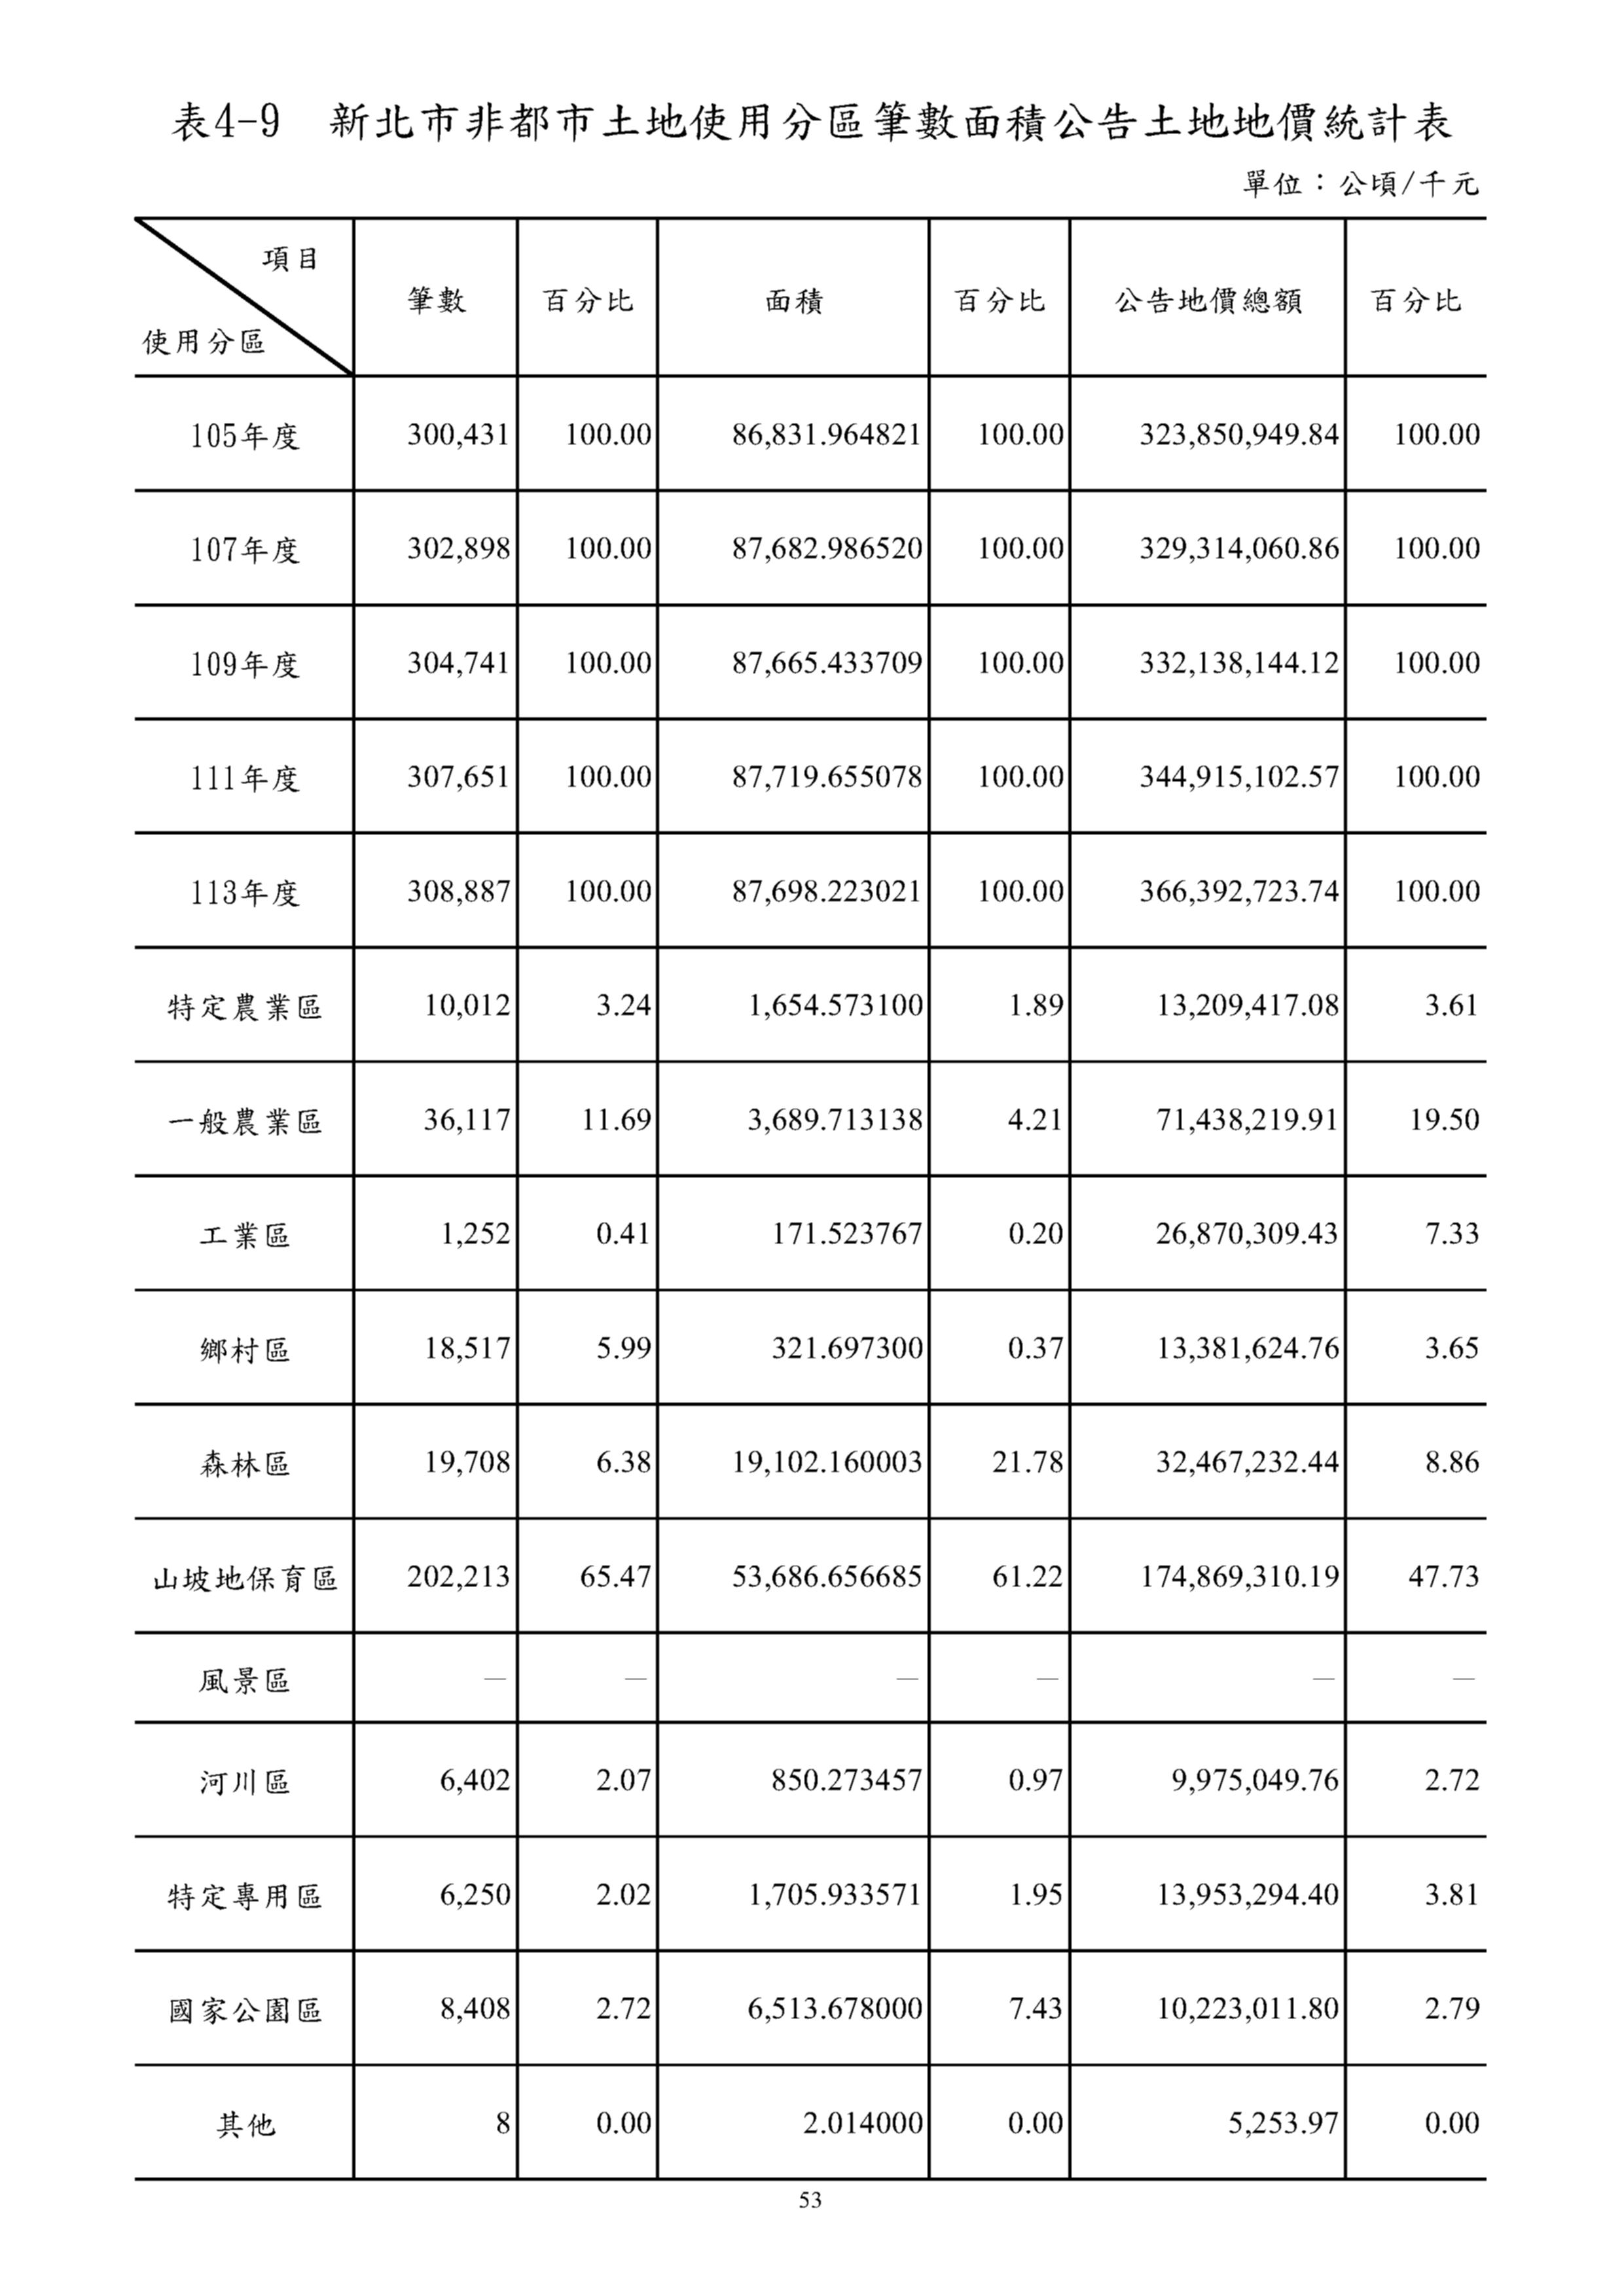 表4-9　新北市非都市土地使用分區筆數面積公告土地地價統計表
單位：公頃/千元
項目
使用分區 筆數 百分比 面積 百分比 公告地價總額 百分比
105年度 300,431 100.00 86,831.964821 100.00 323,850,949.84 100.00
107年度 302,898 100.00 87,682.986520 100.00 329,314,060.86 100.00
109年度 304,741 100.00 87,665.433709 100.00 332,138,144.12 100.00
111年度 307,651 100.00 87,719.655078 100.00 344,915,102.57 100.00
113年度 308,887 100.00 87,698.223021 100.00 366,392,723.74 100.00
特定農業區 10,012 3.24 1,654.573100 1.89 13,209,417.08 3.61
一般農業區 36,117 11.69 3,689.713138 4.21 71,438,219.91 19.50
工業區 1,252 0.41 171.523767 0.20 26,870,309.43 7.33
鄉村區 18,517 5.99 321.697300 0.37 13,381,624.76 3.65
森林區 19,708 6.38 19,102.160003 21.78 32,467,232.44 8.86
山坡地保育區 202,213 65.47 53,686.656685 61.22 174,869,310.19 47.73
風景區 — — — — — —
河川區 6,402 2.07 850.273457 0.97 9,975,049.76 2.72
特定專用區 6,250 2.02 1,705.933571 1.95 13,953,294.40 3.81
國家公園區 8,408 2.72 6,513.678000 7.43 10,223,011.80 2.79
其他 8 0.00 2.014000 0.00 5,253.97 0.00
53